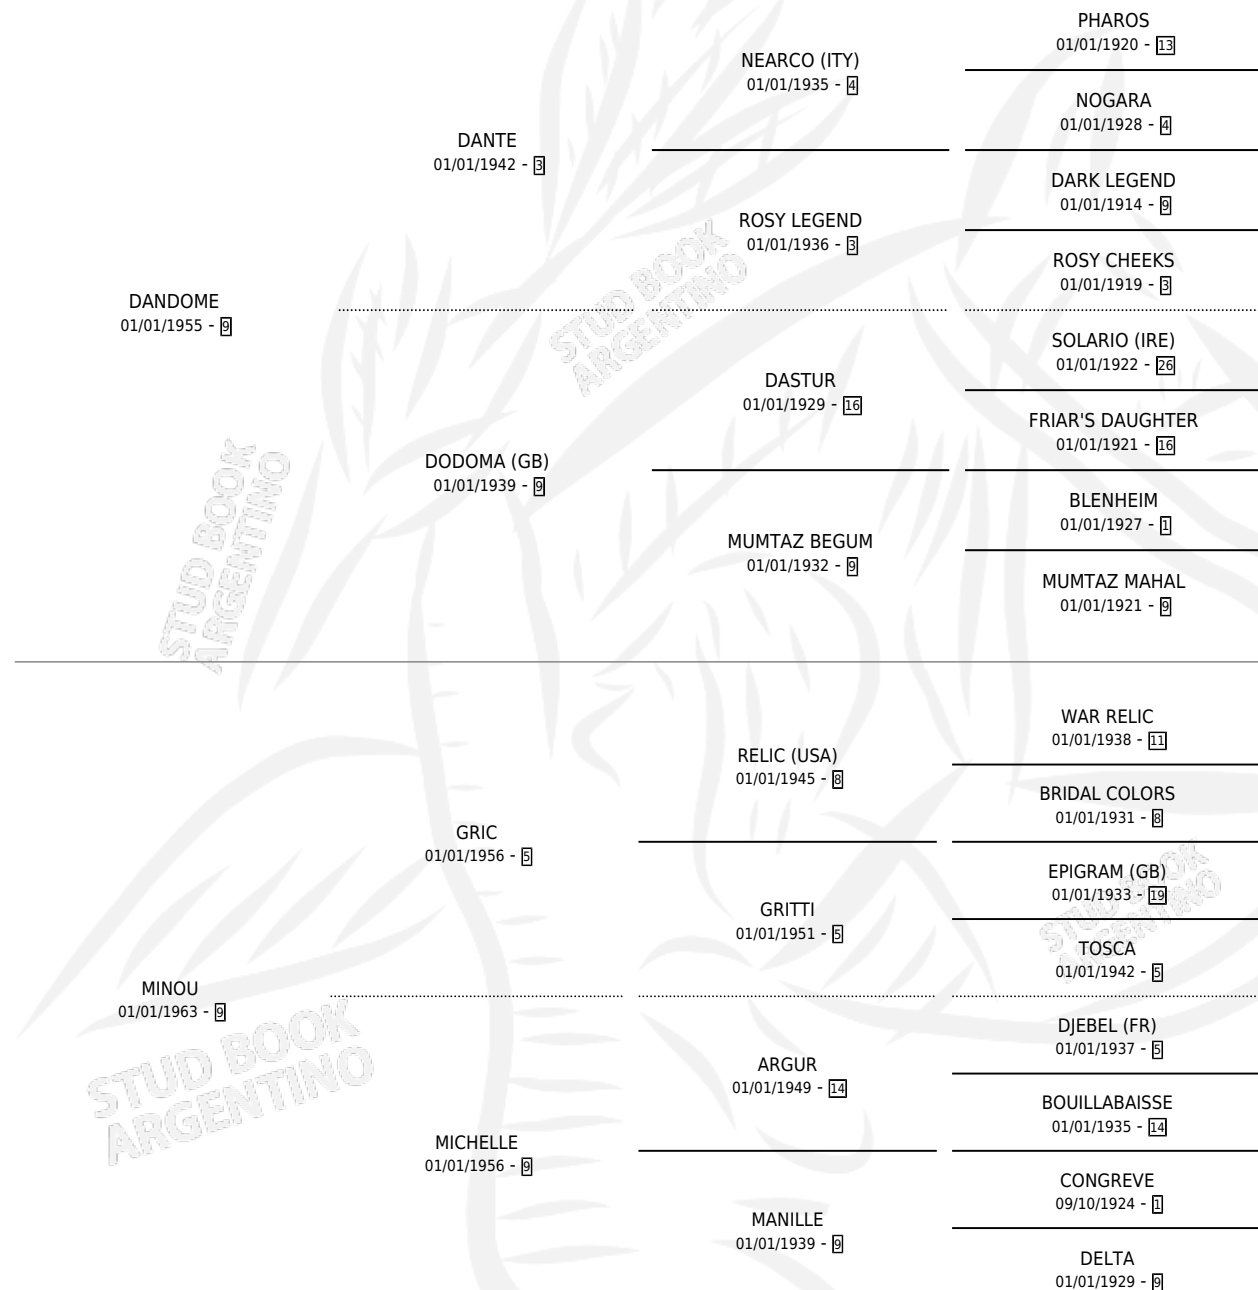 PHAROS
01/01/1920 - 13
NEARCO (ITY)
01/01/1935 - 4
NOGARA
01/01/1928 - 4
DANTE
01/01/1942 - 3
DARK LEGEND
01/01/1914 - 9
ROSY LEGEND
01/01/1936 - 3
ROSY CHEEKS
01/01/1919 - 3
DANDOME
01/01/1955 - 9
SOLARIO (IRE)
01/01/1922 - 26
DASTUR
01/01/1929 - 16
FRIAR'S DAUGHTER
01/01/1921 - 16
DODOMA (GB)
01/01/1939 - 9
BLENHEIM
01/01/1927 - 1
MUMTAZ BEGUM
01/01/1932 - 9
MUMTAZ MAHAL
01/01/1921 - 9
WAR RELIC
01/01/1938 - 11
RELIC (USA)
01/01/1945 - 8
BRIDAL COLORS
01/01/1931 - 8
GRIC
01/01/1956 - 5
EPIGRAM (GB)
01/01/1933 - 19
GRITTI
01/01/1951 - 5
TOSCA
01/01/1942 - 5
MINOU
01/01/1963 - 9
DJEBEL (FR)
01/01/1937 - 5
ARGUR
01/01/1949 - 14
BOUILLABAISSE
01/01/1935 - 14
MICHELLE
01/01/1956 - 9
CONGREVE
09/10/1924 - 1
MANILLE
01/01/1939 - 9
DELTA
01/01/1929 - 9
STUD BOOK
ARGENTINO
STUD BOOK
ARGENTINO
STUD BOOK
ARGENTINO
STUD BOOK
ARGENTINO